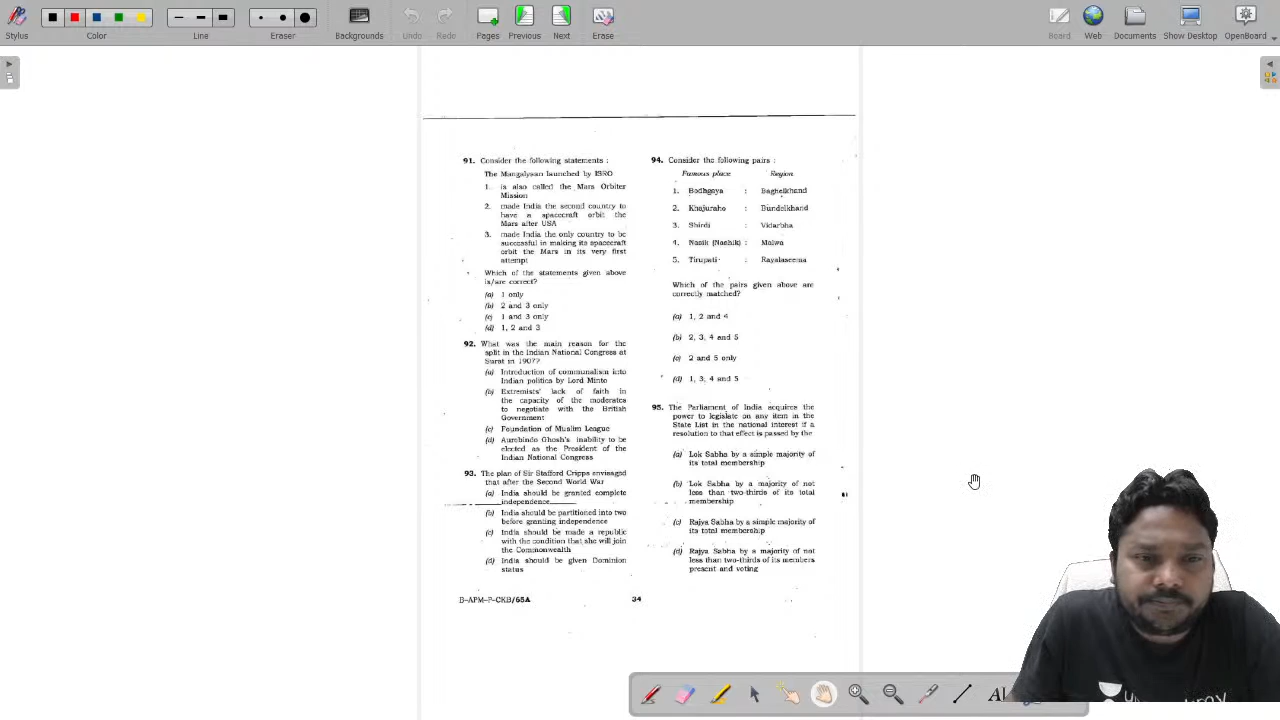 Stylus
Color
Line
Eraser
Backgrounds
Undo
Redo
Pages
Previous
Next
Erase
Board
Web
Documents
Show Desktop
OpenBoard
91. Consider the following statements :
The Mangalyaan launched by ISRO
1. is also called the Mars Orbiter
Mission
2. made India the second country to
have a spacecraft orbit the
Mars after USA
3. made India the only country to be
successful in making its spacecraft
orbit the Mars in its very first
attempt
Which of the statements given above
is/are correct?
(a) 1 only
(b) 2 and 3 only
(c) 1 and 3 only
(d) 1, 2 and 3
92. What was the main reason for the
split in the Indian National Congress at
Surat in 1907?
(a) Introduction of communalism into
Indian politics by Lord Minto
(b) Extremists' lack of faith in
the capacity of the moderates
to negotiate with the British
Government
(c) Foundation of Muslim League
(d) Aurobindo Ghosh's inability to be
elected as the President of the
Indian National Congress
93. The plan of Sir Stafford Cripps envisaged
that after the Second World War
(a) India should be granted complete
independence
(b) India should be partitioned into two
before granting independence
(c) India should be made a republic
with the condition that she will join
the Commonwealth
(d) India should be given Dominion
status
B-APM-P-CKB/65A
34
94. Consider the following pairs :
Famous place Region
1. Bodhgaya : Baghelkhand
2. Khajuraho : Bundelkhand
3. Shirdi : Vidarbha
4. Nasik (Nashik) : Malwa
5. Tirupati : Rayalaseema
Which of the pairs given above are
correctly matched?
(a) 1, 2 and 4
(b) 2, 3, 4 and 5
(c) 2 and 5 only
(d) 1, 3, 4 and 5
95. The Parliament of India acquires the
power to legislate on any item in the
State List in the national interest if a
resolution to that effect is passed by the
(a) Lok Sabha by a simple majority of
its total membership
(b) Lok Sabha by a majority of not
less than two-thirds of its total
membership
(c) Rajya Sabha by a simple majority of
its total membership
(d) Rajya Sabha by a majority of not
less than two-thirds of its members
present and voting